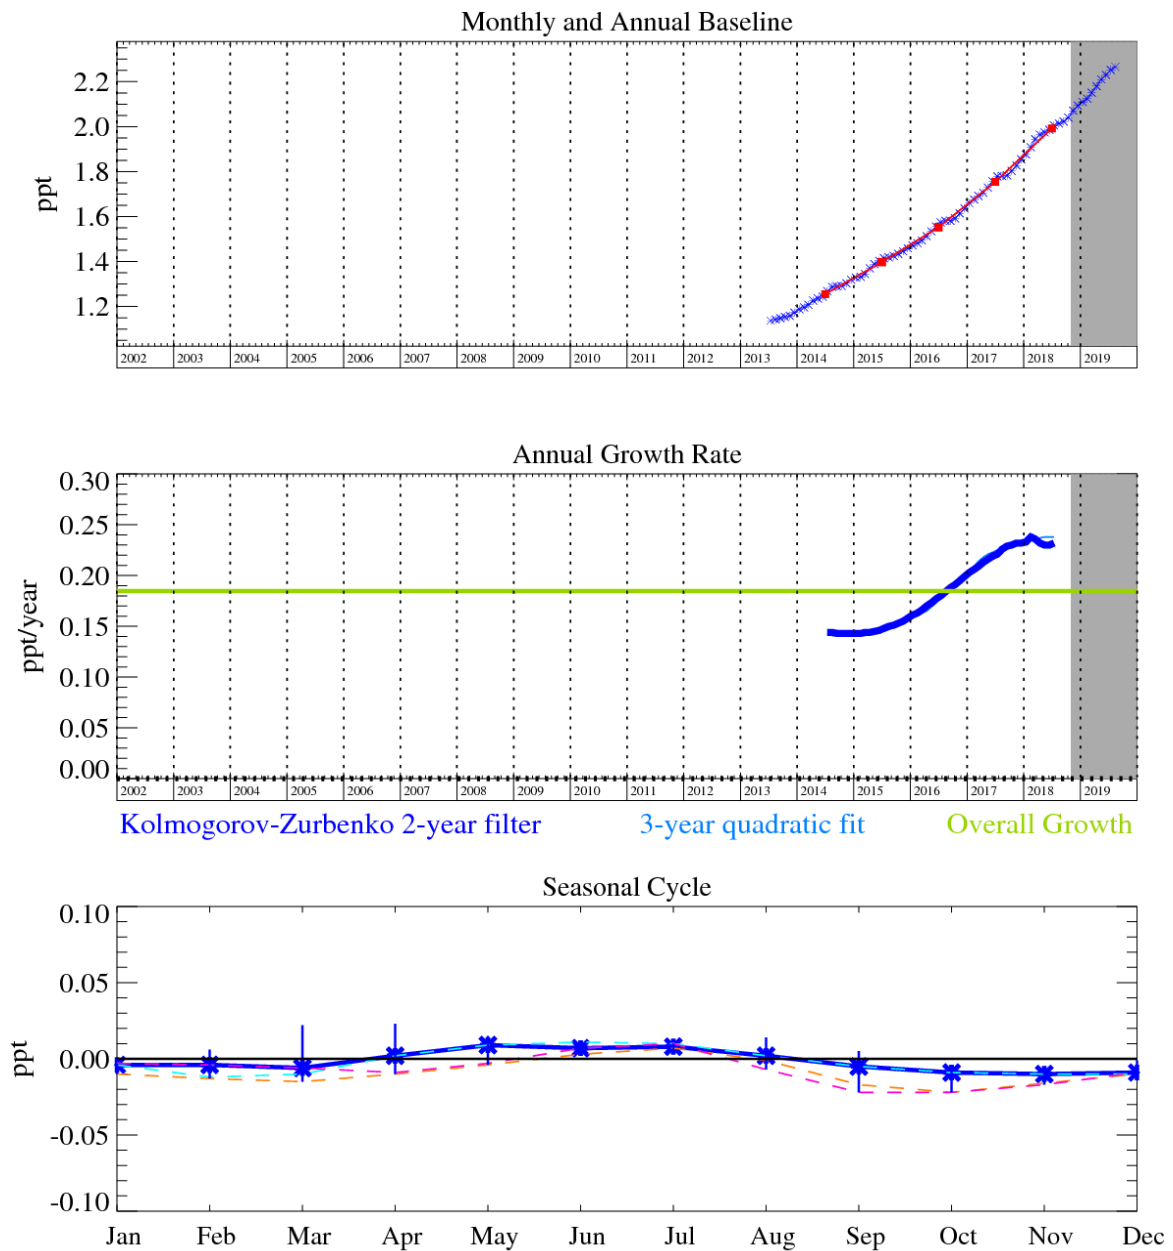 Monthly and Annual Baseline
2.2
2.0
1.8
1.6
1.4
1.2
ppt
2002 2003 2004 2005 2006 2007 2008 2009 2010 2011 2012 2013 2014 2015 2016 2017 2018 2019
Annual Growth Rate
0.30
0.25
0.20
0.15
0.10
0.05
0.00
ppt/year
2002 2003 2004 2005 2006 2007 2008 2009 2010 2011 2012 2013 2014 2015 2016 2017 2018 2019
Kolmogorov-Zurbenko 2-year filter 3-year quadratic fit Overall Growth
Seasonal Cycle
0.10
0.05
0.00
-0.05
-0.10
ppt
Jan Feb Mar Apr May Jun Jul Aug Sep Oct Nov Dec